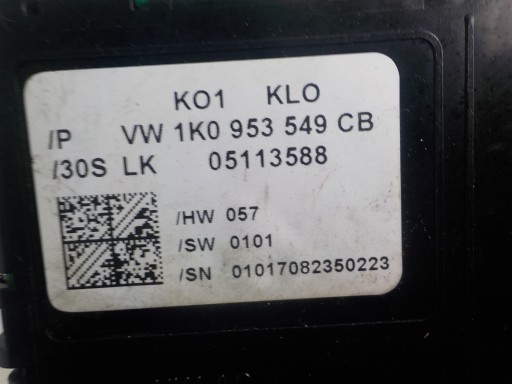 KO1 KLO
/P VW 1K0 953 549 CB
/30S LK 05113588
/HW 057
/SW 0101
/SN 01017082350223